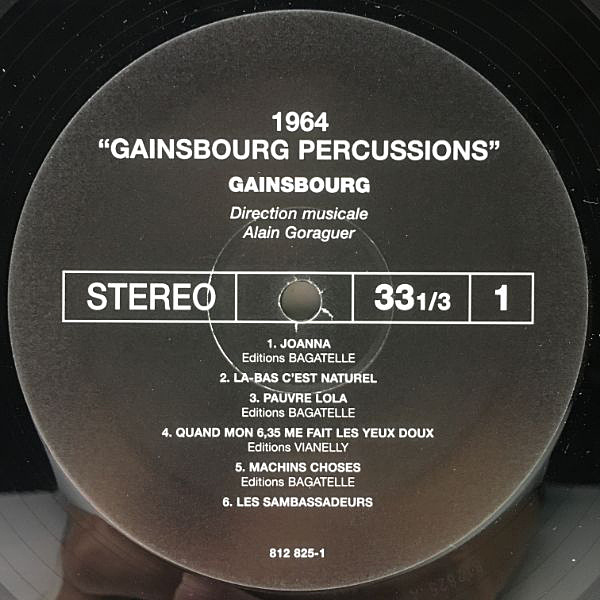 1964
“GAINSBOURG PERCUSSIONS”
GAINSBOURG
Direction musicale
Alain Goraguer
STEREO 33 1/3 1
1. JOANNA
Editions BAGATELLE
2. LA-BAS C'EST NATUREL
3. PAUVRE LOLA
Editions BAGATELLE
4. QUAND MON 6,35 ME FAIT LES YEUX DOUX
Editions VIANELLY
5. MACHINS CHOSES
Editions BAGATELLE
6. LES SAMBASSADEURS
812 825-1